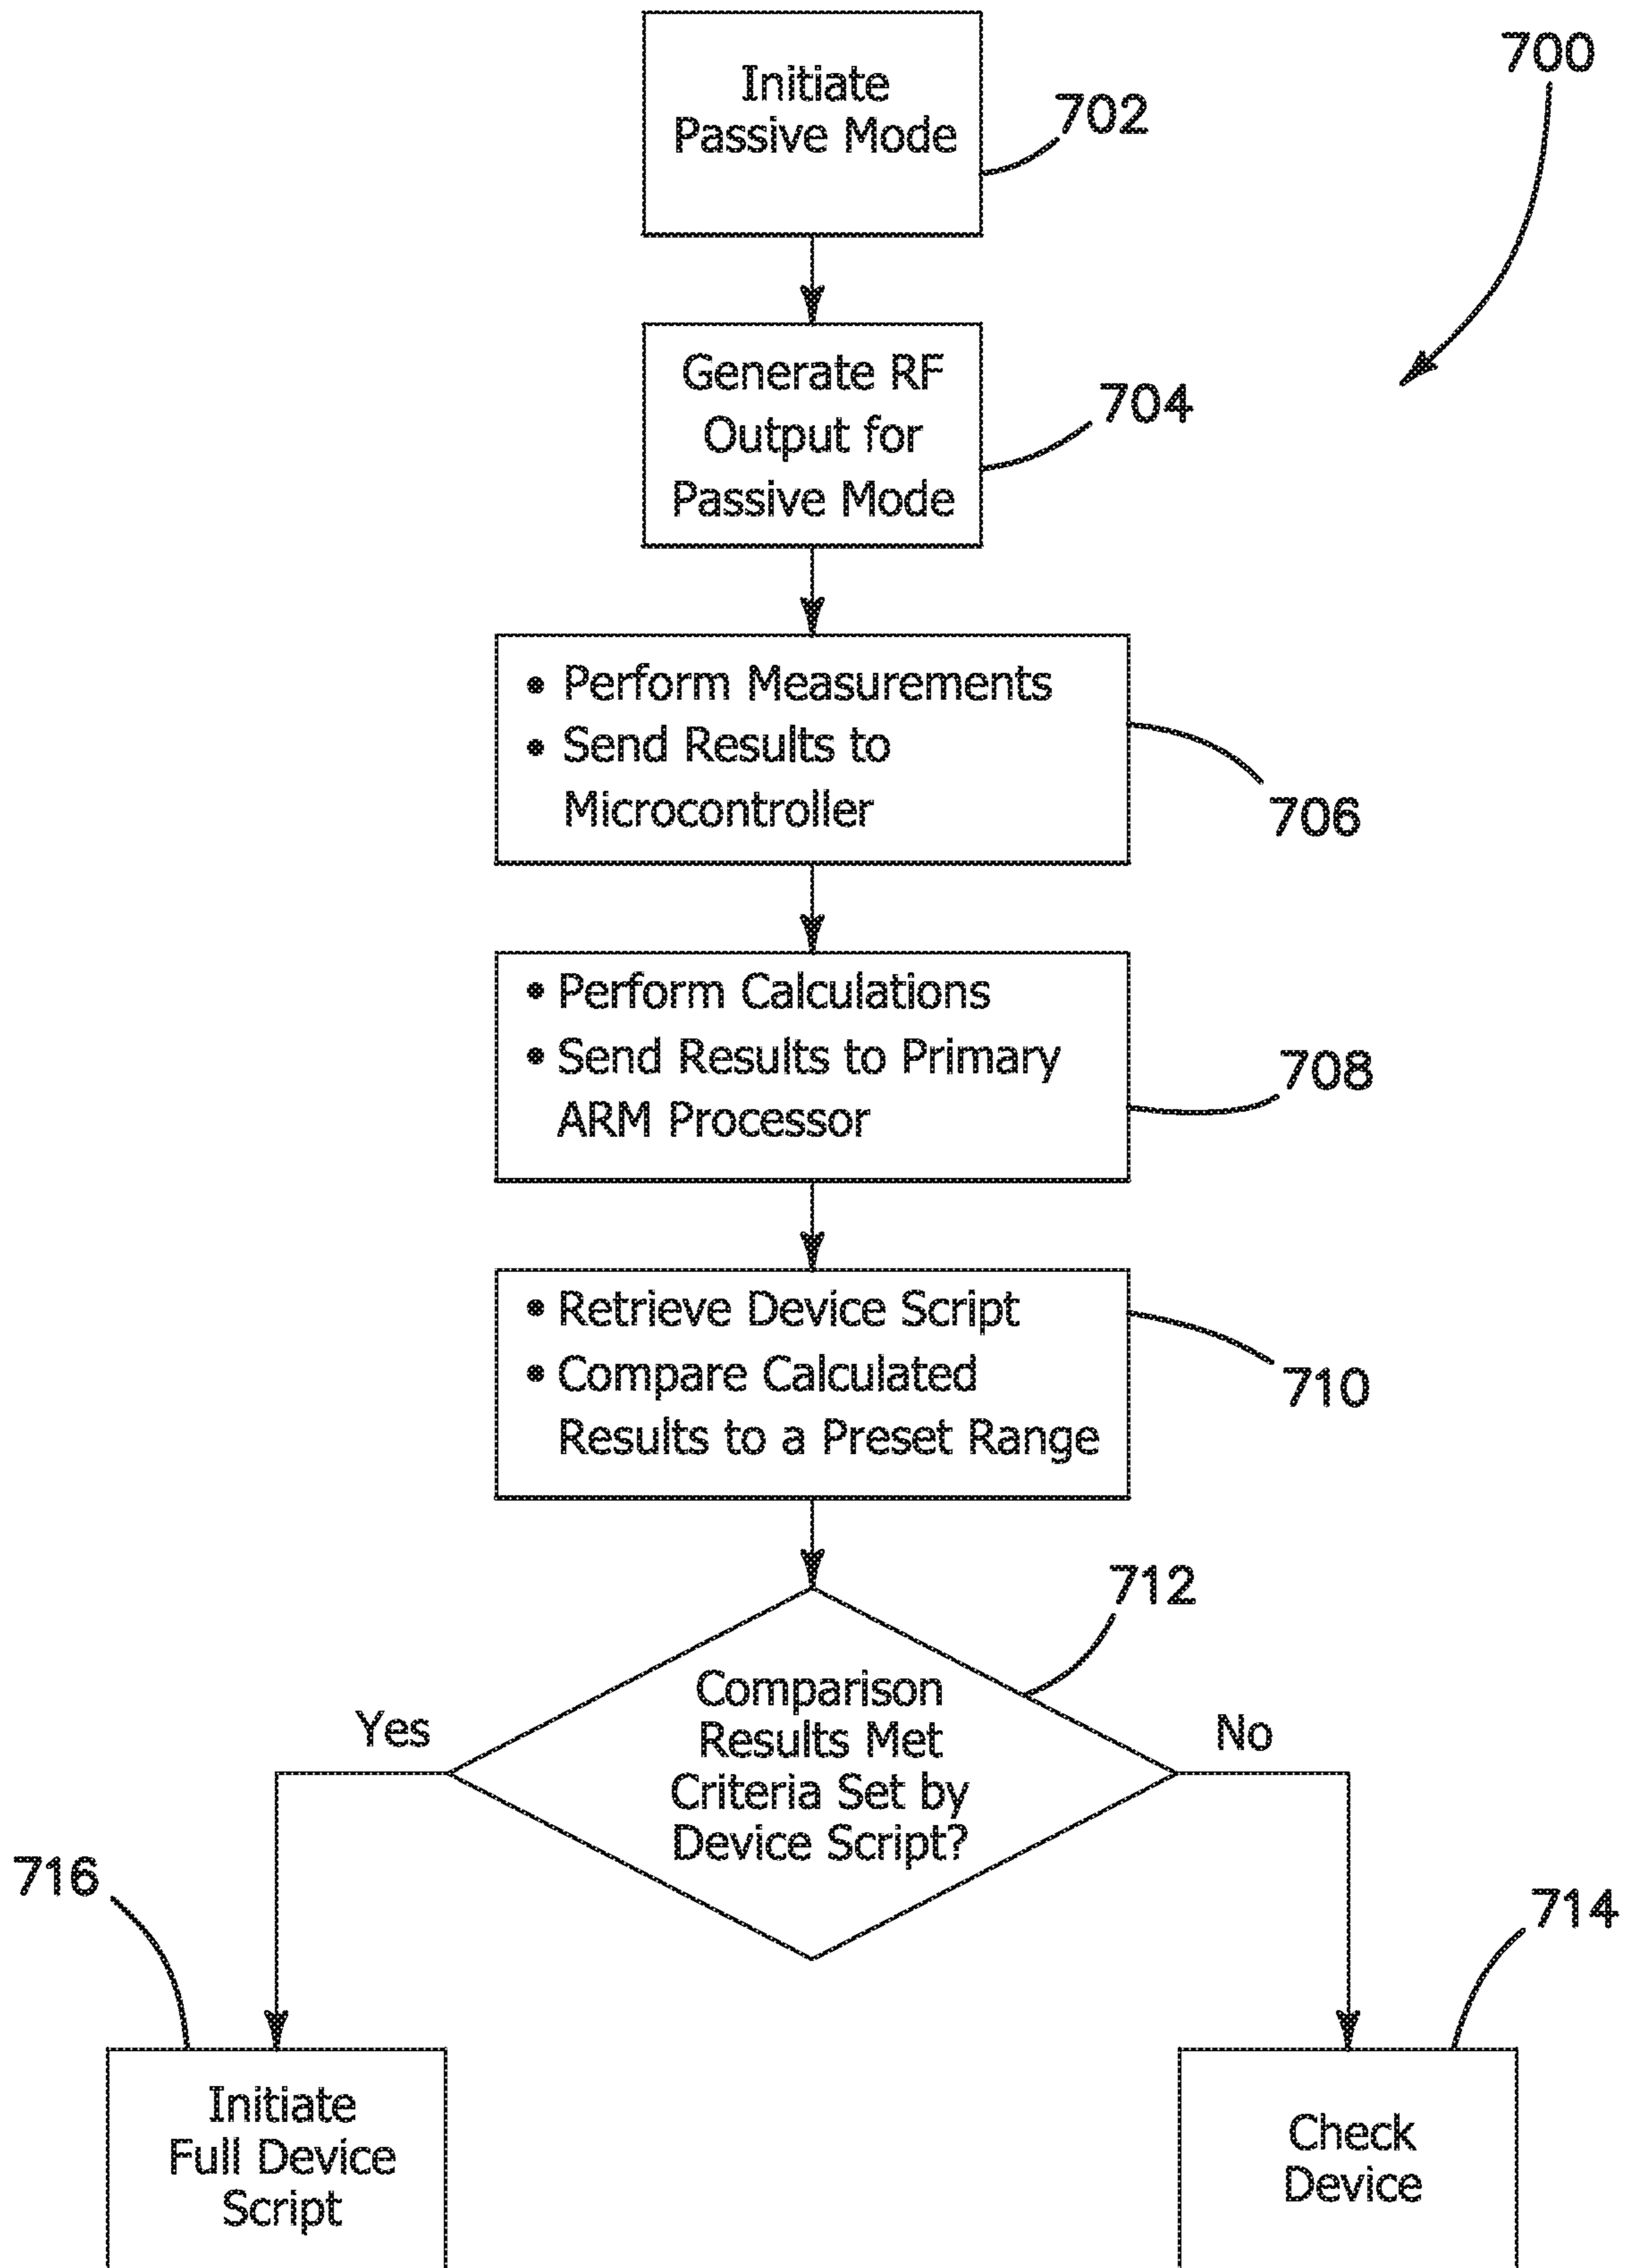 700
Initiate
Passive Mode
702
Generate RF
Output for
Passive Mode
704
• Perform Measurements
• Send Results to
Microcontroller
706
• Perform Calculations
• Send Results to Primary
ARM Processor
708
• Retrieve Device Script
• Compare Calculated
Results to a Preset Range
710
712
Comparison
Results Met
Criteria Set by
Device Script?
Yes
No
716
714
Initiate
Full Device
Script
Check
Device